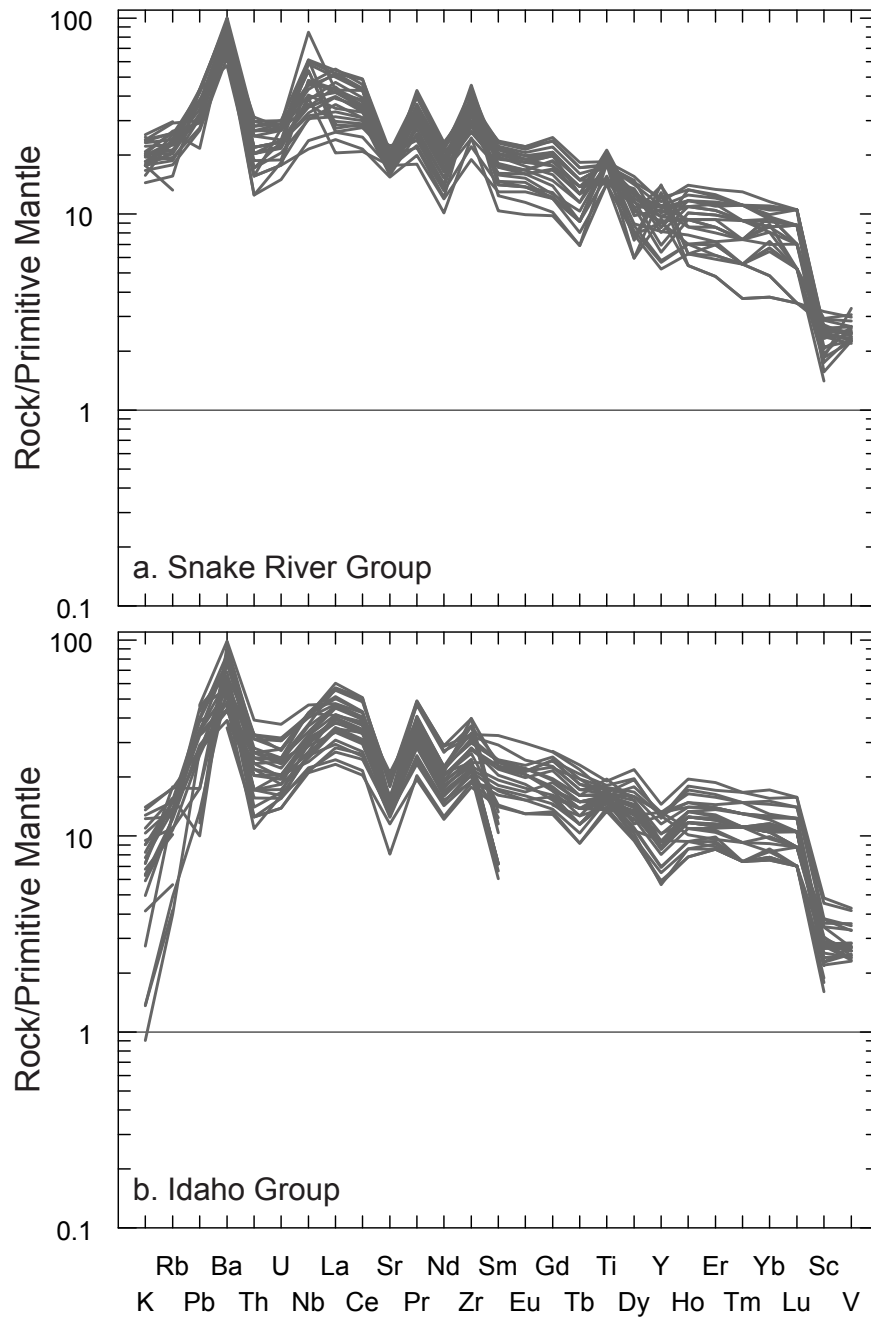 100
10
1
0.1
Rock/Primitive Mantle
a. Snake River Group
100
10
1
0.1
Rock/Primitive Mantle
b. Idaho Group
Rb Ba U La Sr Nd Sm Gd Ti Y Er Yb Sc
K Pb Th Nb Ce Pr Zr Eu Tb Dy Ho Tm Lu V